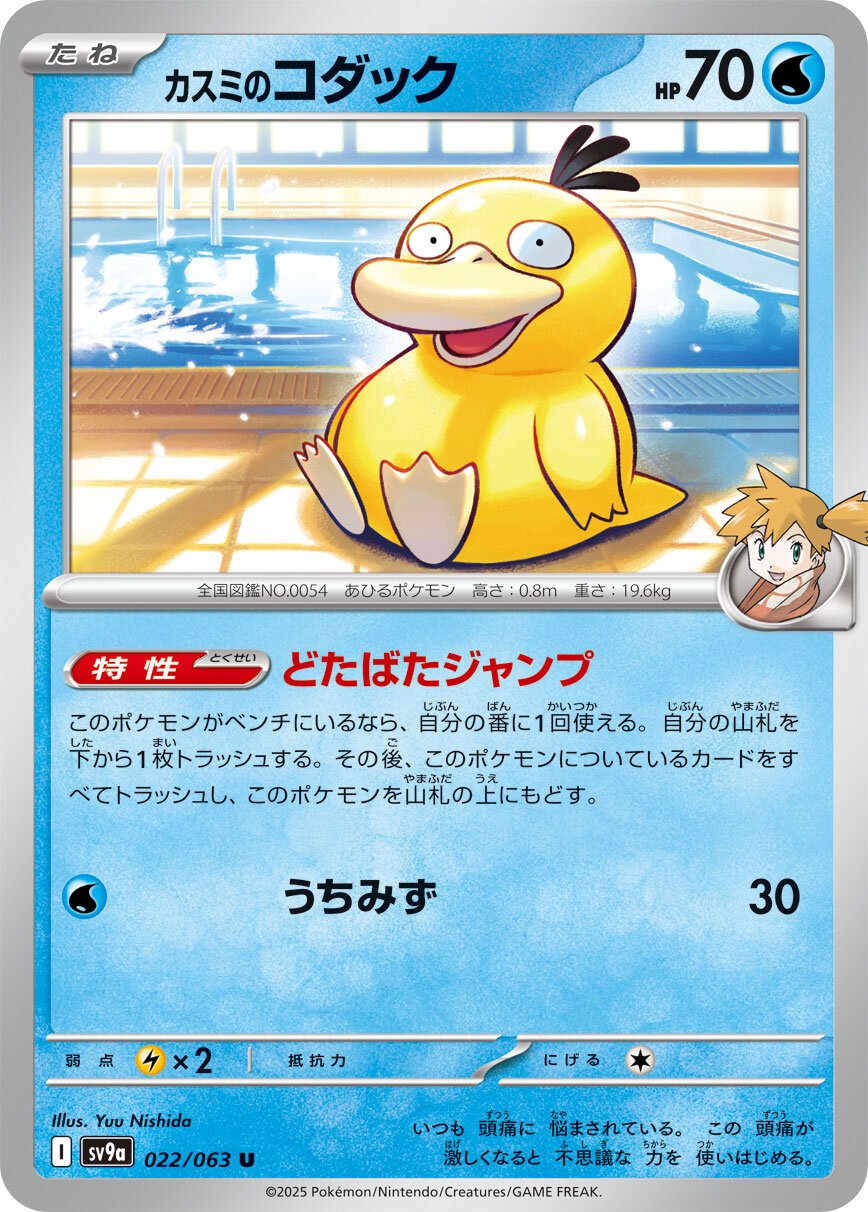 たね
カスミのコダック HP 70
全国図鑑NO.0054 あひるポケモン 高さ:0.8m 重さ:19.6kg
特性 とくせい どたばたジャンプ
このポケモンがベンチにいるなら、自分の番に1回使える。自分の山札を
下から1枚トラッシュする。その後、このポケモンについているカードをす
べてトラッシュし、このポケモンを山札の上にもどす。
うちみず 30
弱点 ×2 抵抗力 にげる
Illus. Yuu Nishida
いつも 頭痛に 悩まされている。この 頭痛が
激しくなると 不思議な 力を 使いはじめる。
I sv9a 022/063 U
©2025 Pokémon/Nintendo/Creatures/GAME FREAK.